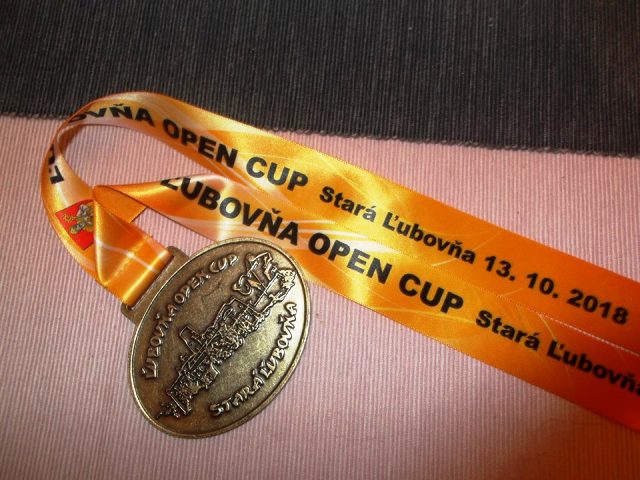 ĽUBOVŇA OPEN CUP Stará Ľubovňa 13. 10. 2018
ĽUBOVŇA OPEN CUP Stará Ľubovňa
ĽUBOVŇA OPEN CUP
STARÁ ĽUBOVŇA